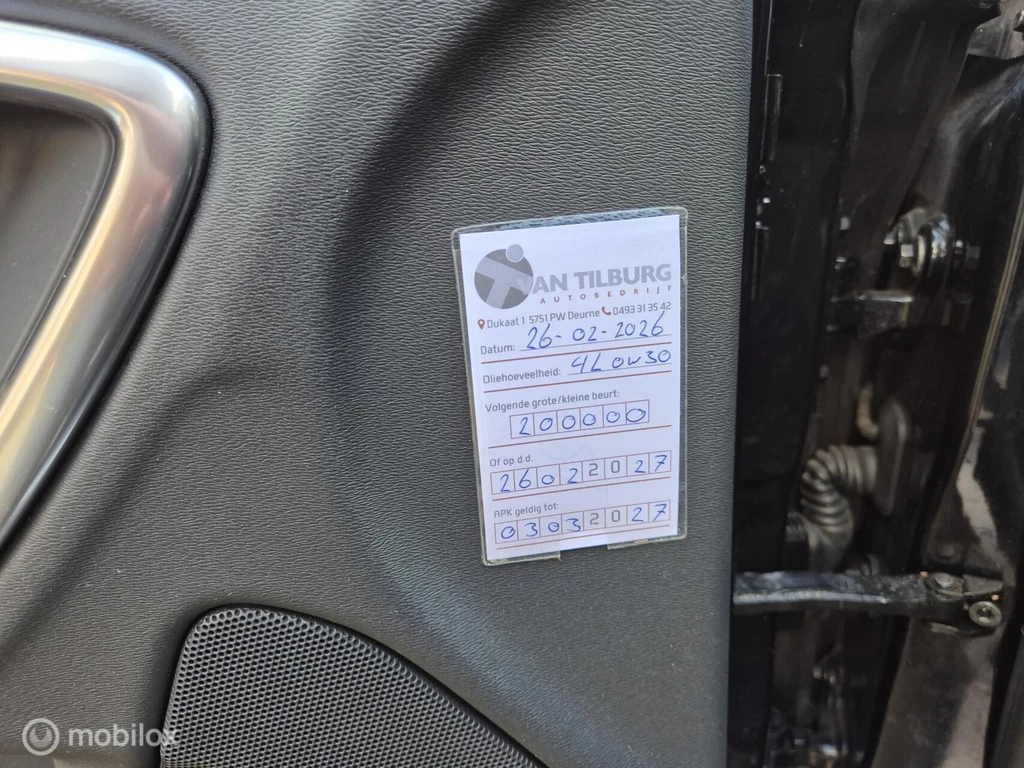 VAN TILBURG
AUTOBEDRIJF
Dukaat 1 5751 PW Deurne 0493 31 35 42
Datum: 26-02-2026
Oliehoeveelheid: 4L 0W30
Volgende grote/kleine beurt:
200000
Of op d.d.
26022027
APK geldig tot:
03032027
mobilox